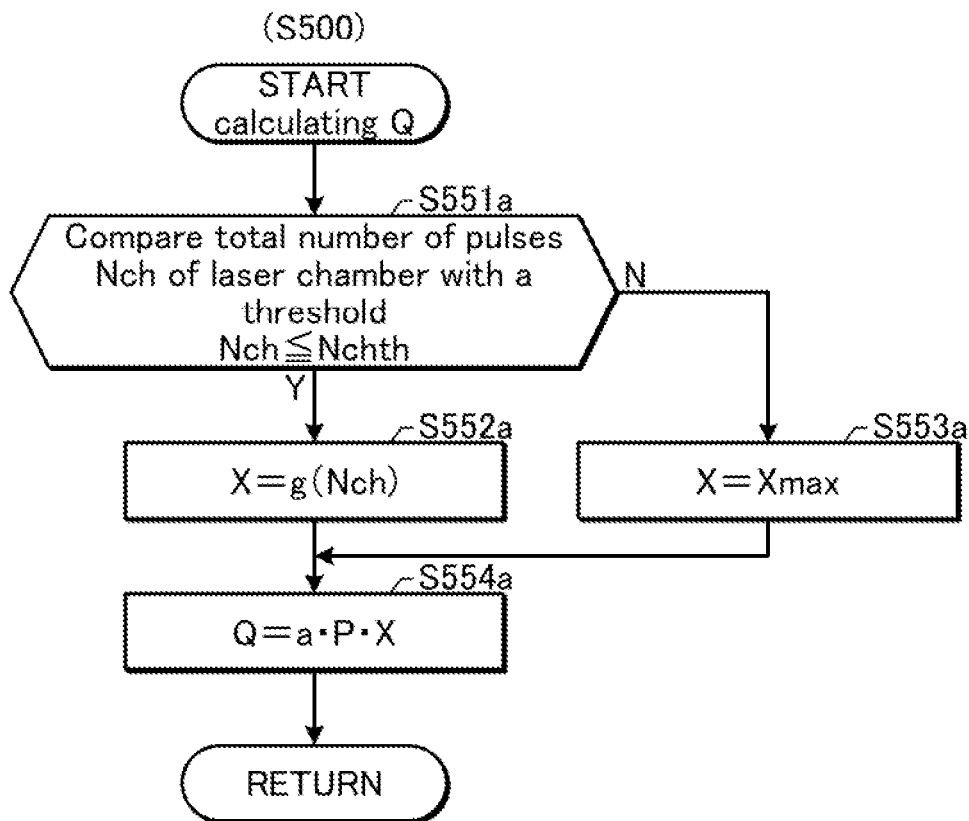 (S500)
START
calculating Q
S551a
Compare total number of pulses
Nch of laser chamber with a
threshold
Nch≦Nchth
N
Y
S552a
X=g(Nch)
S553a
X=Xmax
S554a
Q=a・P・X
RETURN